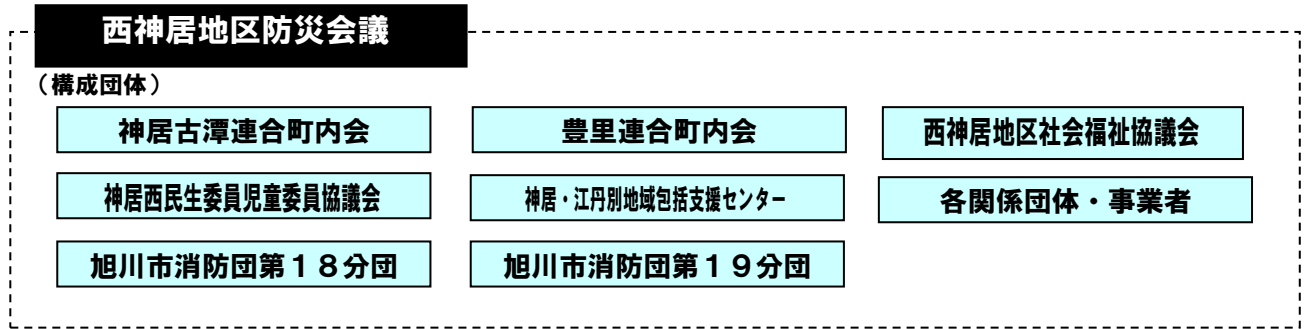 西神居地区防災会議
（構成団体）
神居古潭連合町内会
豊里連合町内会
西神居地区社会福祉協議会
神居西民生委員児童委員協議会
神居・江丹別地域包括支援センター
各関係団体・事業者
旭川市消防団第１８分団
旭川市消防団第１９分団